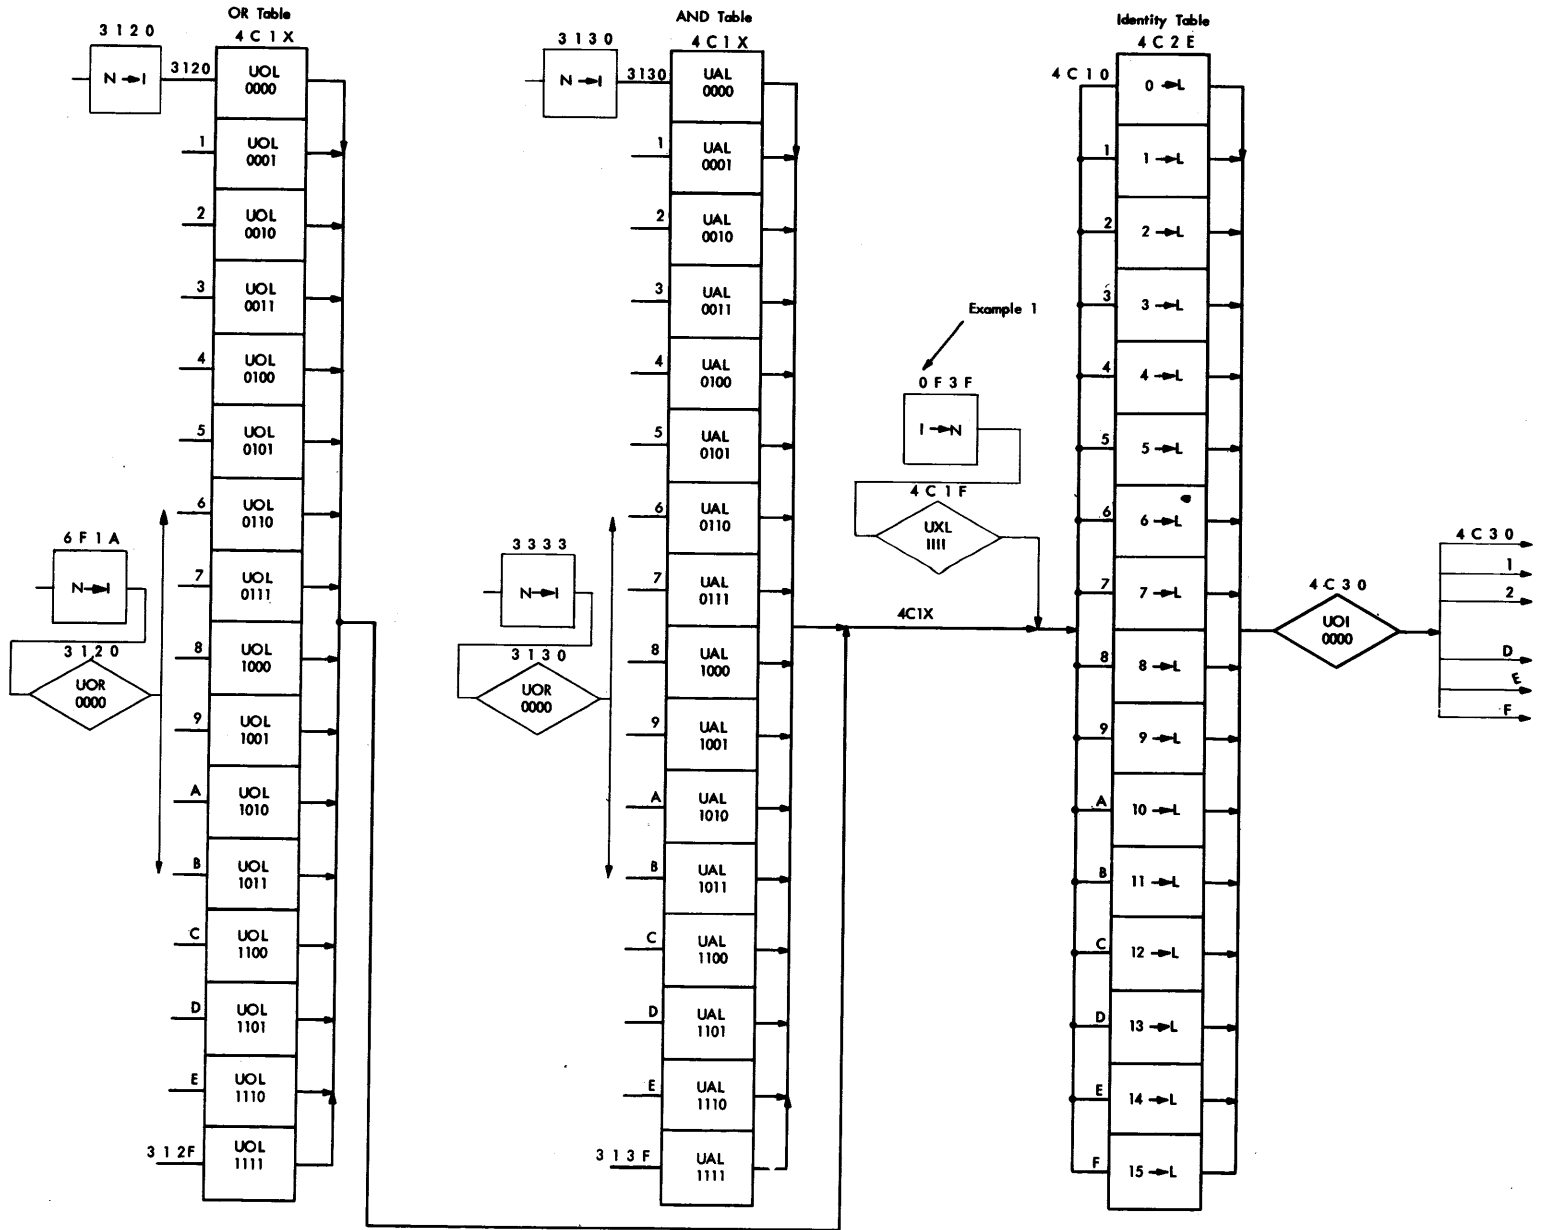 OR Table
4 C 1 X
3 1 2 0
N → I
3120
UOL
0000
1
UOL
0001
2
UOL
0010
3
UOL
0011
4
UOL
0100
5
UOL
0101
6
UOL
0110
7
UOL
0111
8
UOL
1000
9
UOL
1001
A
UOL
1010
B
UOL
1011
C
UOL
1100
D
UOL
1101
E
UOL
1110
3 1 2F
UOL
1111
6 F 1 A
N → I
3 1 2 0
UOR
0000
AND Table
4 C 1 X
3 1 3 0
N → I
3130
UAL
0000
1
UAL
0001
2
UAL
0010
3
UAL
0011
4
UAL
0100
5
UAL
0101
6
UAL
0110
7
UAL
0111
8
UAL
1000
9
UAL
1001
A
UAL
1010
B
UAL
1011
C
UAL
1100
D
UAL
1101
E
UAL
1110
3 1 3 F
UAL
1111
3 3 3 3
N → I
3 1 3 0
UOR
0000
Example 1
0 F 3 F
I → N
4 C 1 F
UXL
1111
4C1X
Identity Table
4 C 2 E
4 C 1 0
0 → L
1
1 → L
2
2 → L
3
3 → L
4
4 → L
5
5 → L
6
6 → L
7
7 → L
8
8 → L
9
9 → L
A
10 → L
B
11 → L
C
12 → L
D
13 → L
E
14 → L
F
15 → L
4 C 3 0
UOI
0000
4 C 3 0
1
2
D
E
F